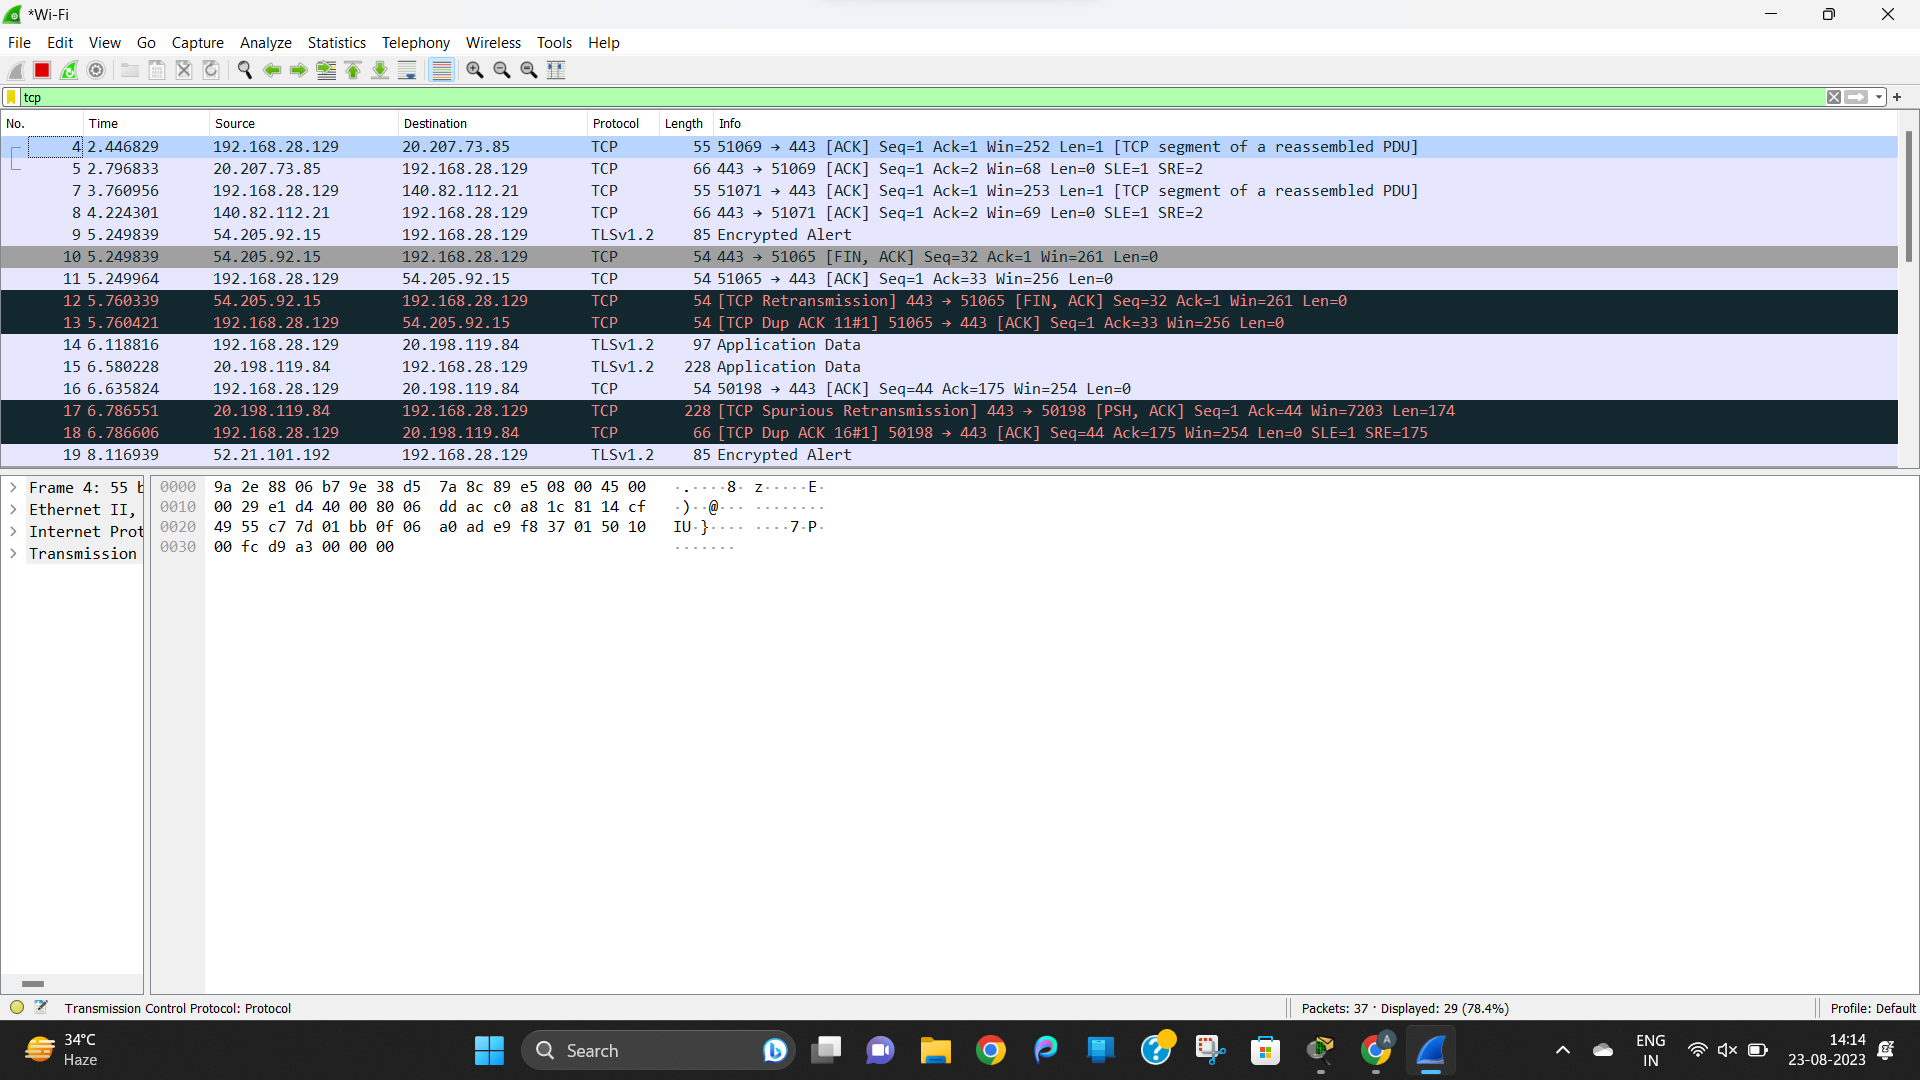 *Wi-Fi
File Edit View Go Capture Analyze Statistics Telephony Wireless Tools Help
tcp
No. Time Source Destination Protocol Length Info
4 2.446829 192.168.28.129 20.207.73.85 TCP 55 51069 → 443 [ACK] Seq=1 Ack=1 Win=252 Len=1 [TCP segment of a reassembled PDU]
5 2.796833 20.207.73.85 192.168.28.129 TCP 66 443 → 51069 [ACK] Seq=1 Ack=2 Win=68 Len=0 SLE=1 SRE=2
7 3.760956 192.168.28.129 140.82.112.21 TCP 55 51071 → 443 [ACK] Seq=1 Ack=1 Win=253 Len=1 [TCP segment of a reassembled PDU]
8 4.224301 140.82.112.21 192.168.28.129 TCP 66 443 → 51071 [ACK] Seq=1 Ack=2 Win=69 Len=0 SLE=1 SRE=2
9 5.249839 54.205.92.15 192.168.28.129 TLSv1.2 85 Encrypted Alert
10 5.249839 54.205.92.15 192.168.28.129 TCP 54 443 → 51065 [FIN, ACK] Seq=32 Ack=1 Win=261 Len=0
11 5.249964 192.168.28.129 54.205.92.15 TCP 54 51065 → 443 [ACK] Seq=1 Ack=33 Win=256 Len=0
12 5.760339 54.205.92.15 192.168.28.129 TCP 54 [TCP Retransmission] 443 → 51065 [FIN, ACK] Seq=32 Ack=1 Win=261 Len=0
13 5.760421 192.168.28.129 54.205.92.15 TCP 54 [TCP Dup ACK 11#1] 51065 → 443 [ACK] Seq=1 Ack=33 Win=256 Len=0
14 6.118816 192.168.28.129 20.198.119.84 TLSv1.2 97 Application Data
15 6.580228 20.198.119.84 192.168.28.129 TLSv1.2 228 Application Data
16 6.635824 192.168.28.129 20.198.119.84 TCP 54 50198 → 443 [ACK] Seq=44 Ack=175 Win=254 Len=0
17 6.786551 20.198.119.84 192.168.28.129 TCP 228 [TCP Spurious Retransmission] 443 → 50198 [PSH, ACK] Seq=1 Ack=44 Win=7203 Len=174
18 6.786606 192.168.28.129 20.198.119.84 TCP 66 [TCP Dup ACK 16#1] 50198 → 443 [ACK] Seq=44 Ack=175 Win=254 Len=0 SLE=1 SRE=175
19 8.116939 52.21.101.192 192.168.28.129 TLSv1.2 85 Encrypted Alert
Frame 4: 55 b
Ethernet II,
Internet Prot
Transmission
0000 9a 2e 88 06 b7 9e 38 d5 7a 8c 89 e5 08 00 45 00 ·.····8· z·····E·
0010 00 29 e1 d4 40 00 80 06 dd ac c0 a8 1c 81 14 cf ·)··@··· ········
0020 49 55 c7 7d 01 bb 0f 06 a0 ad e9 f8 37 01 50 10 IU·}···· ····7·P·
0030 00 fc d9 a3 00 00 00 ·······
Transmission Control Protocol: Protocol
Packets: 37 · Displayed: 29 (78.4%)
Profile: Default
34°C
Haze
Search
A
ENG
IN
14:14
23-08-2023